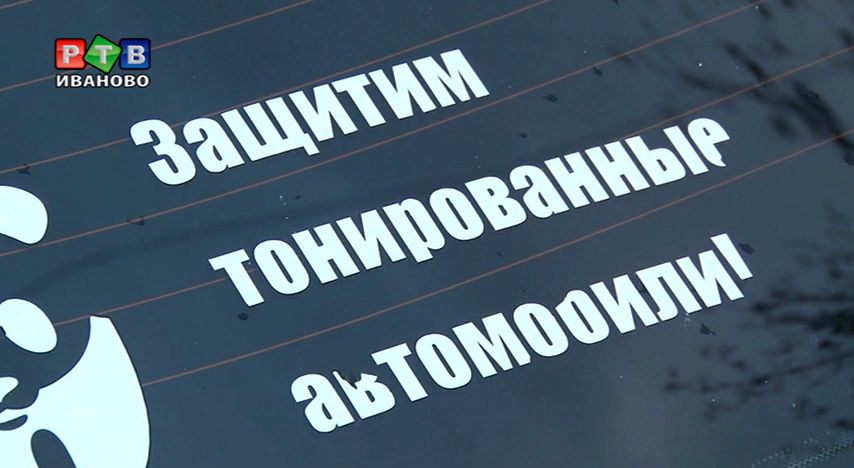 РТВ
ИВАНОВО
Защитим
тонированные
автомобили!